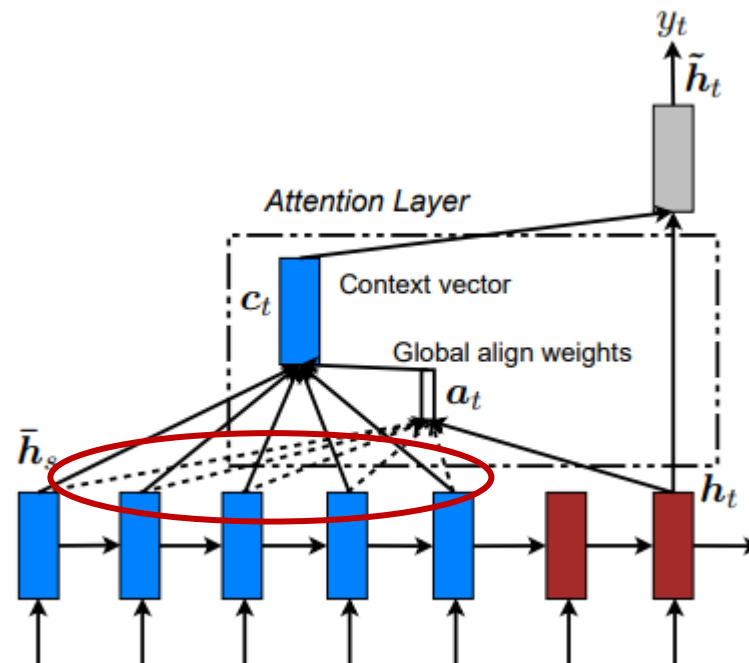 y_t
h̃_t
Attention Layer
c_t
Context vector
Global align weights
a_t
h̄_s
h_t